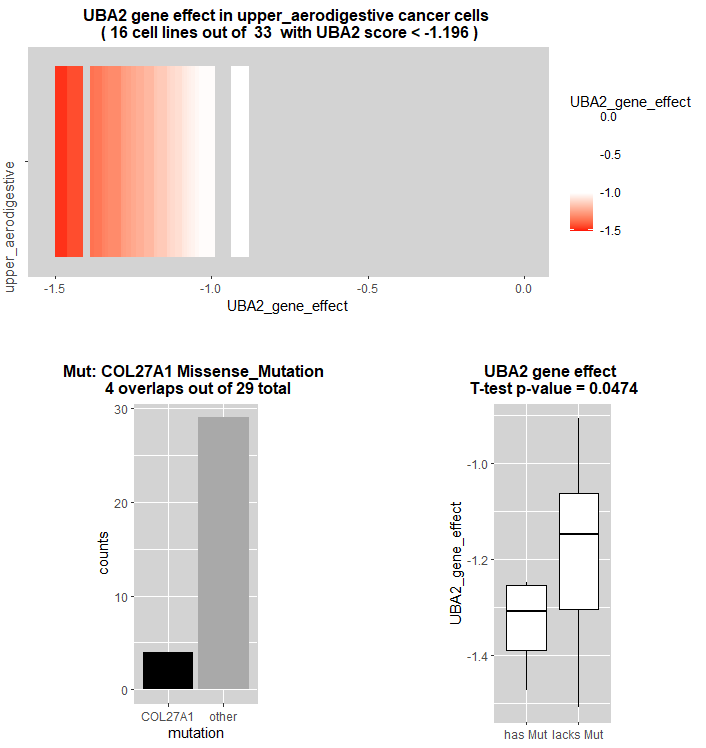 UBA2 gene effect in upper_aerodigestive cancer cells
( 16 cell lines out of  33  with UBA2 score < -1.196 )
upper_aerodigestive
-1.5
-1.0
-0.5
0.0
UBA2_gene_effect
UBA2_gene_effect
0.0
-0.5
-1.0
-1.5
Mut: COL27A1 Missense_Mutation
4 overlaps out of 29 total
counts
30
20
10
0
COL27A1
other
mutation
UBA2 gene effect
T-test p-value = 0.0474
UBA2_gene_effect
-1.0
-1.2
-1.4
has Mut
lacks Mut